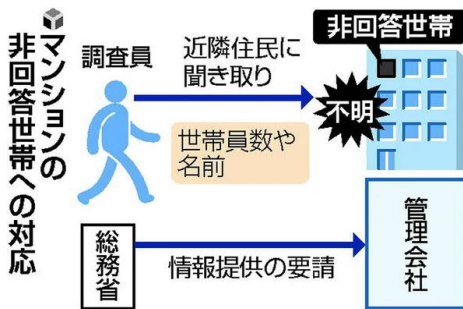 マンションの
非回答世帯への対応
調査員
近隣住民に
聞き取り
世帯員数や
名前
非回答世帯
不明
総務省
情報提供の要請
管理会社